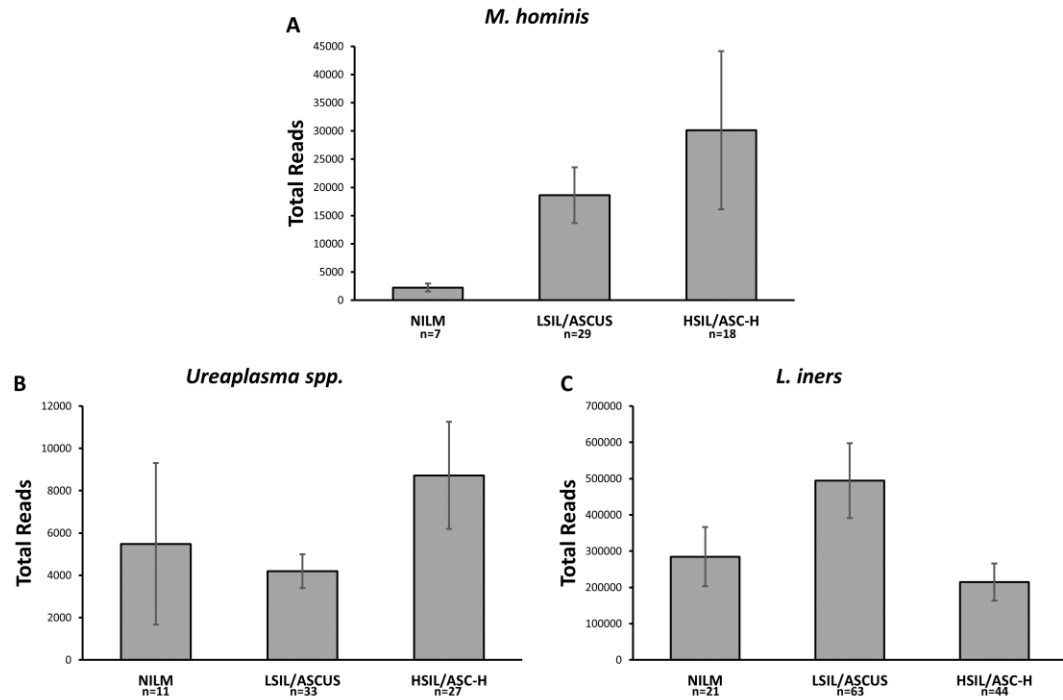 A
M. hominis
Total Reads
45000
40000
35000
30000
25000
20000
15000
10000
5000
0
NILM LSIL/ASCUS HSIL/ASC-H
n=7 n=29 n=18
B
Ureaplasma spp.
Total Reads
12000
10000
8000
6000
4000
2000
0
NILM LSIL/ASCUS HSIL/ASC-H
n=11 n=33 n=27
C
L. iners
Total Reads
700000
600000
500000
400000
300000
200000
100000
0
NILM LSIL/ASCUS HSIL/ASC-H
n=21 n=63 n=44